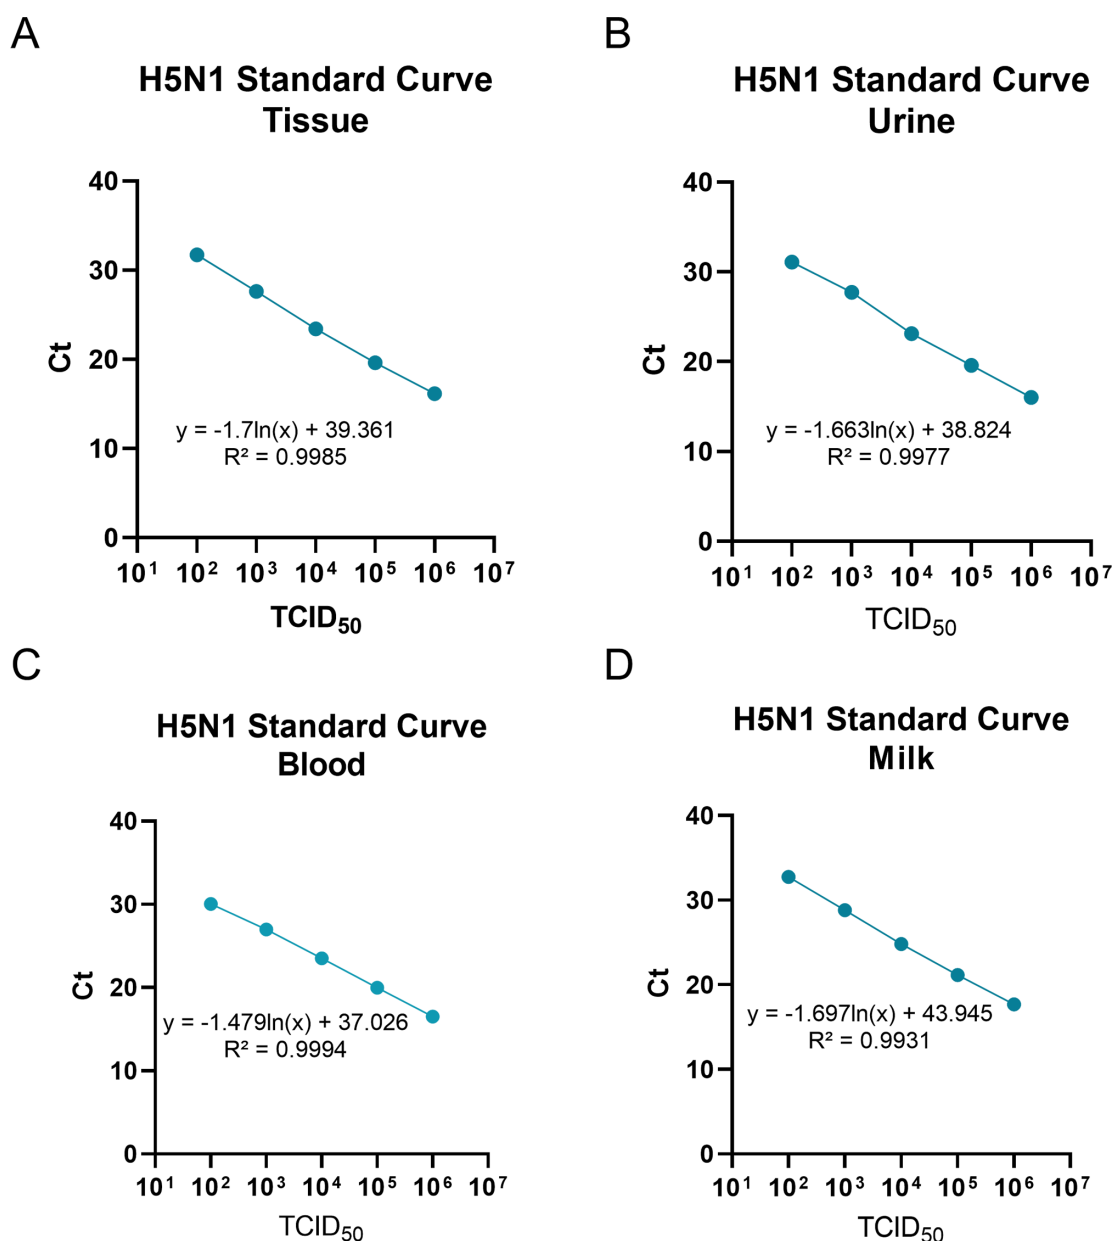 A
H5N1 Standard Curve
Tissue
40
30
20
10
0
Ct
y = -1.7ln(x) + 39.361
R² = 0.9985
10¹ 10² 10³ 10⁴ 10⁵ 10⁶ 10⁷
TCID₅₀
B
H5N1 Standard Curve
Urine
40
30
20
10
0
Ct
y = -1.663ln(x) + 38.824
R² = 0.9977
10¹ 10² 10³ 10⁴ 10⁵ 10⁶ 10⁷
TCID₅₀
C
H5N1 Standard Curve
Blood
40
30
20
10
0
Ct
y = -1.479ln(x) + 37.026
R² = 0.9994
10¹ 10² 10³ 10⁴ 10⁵ 10⁶ 10⁷
TCID₅₀
D
H5N1 Standard Curve
Milk
40
30
20
10
0
Ct
y = -1.697ln(x) + 43.945
R² = 0.9931
10¹ 10² 10³ 10⁴ 10⁵ 10⁶ 10⁷
TCID₅₀